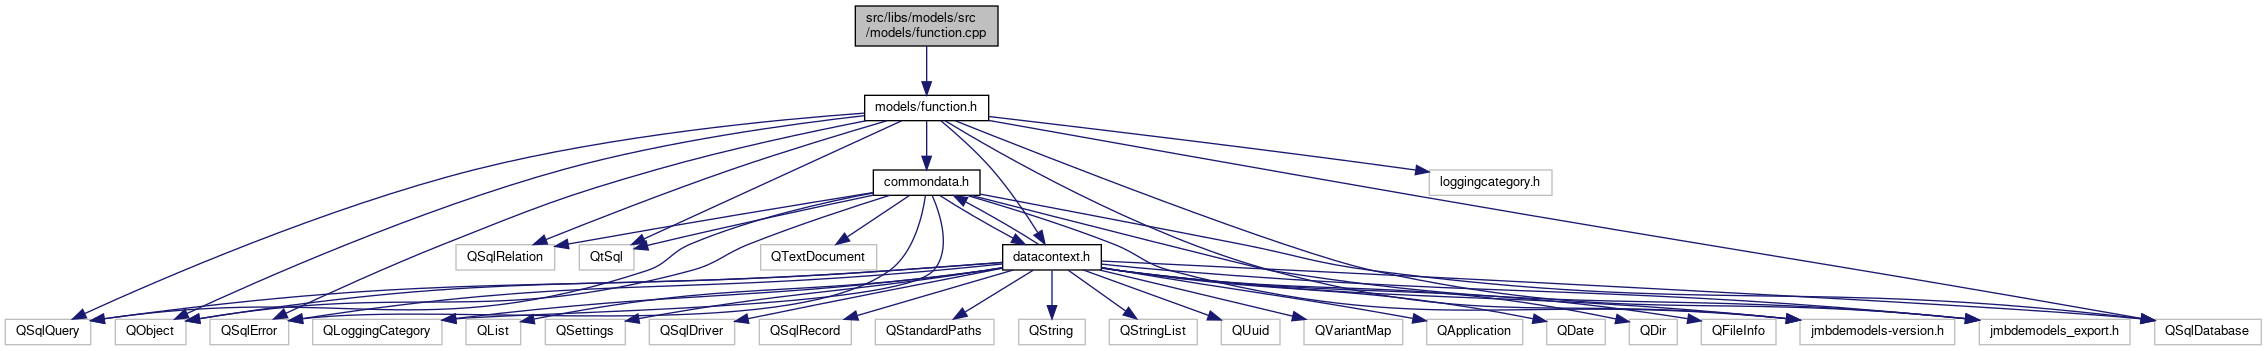 src/libs/models/src
/models/function.cpp
models/function.h
commondata.h
loggingcategory.h
QSqlRelation
QtSql
QTextDocument
datacontext.h
QSqlQuery
QObject
QSqlError
QLoggingCategory
QList
QSettings
QSqlDriver
QSqlRecord
QStandardPaths
QString
QStringList
QUuid
QVariantMap
QApplication
QDate
QDir
QFileInfo
jmbdemodels-version.h
jmbdemodels_export.h
QSqlDatabase